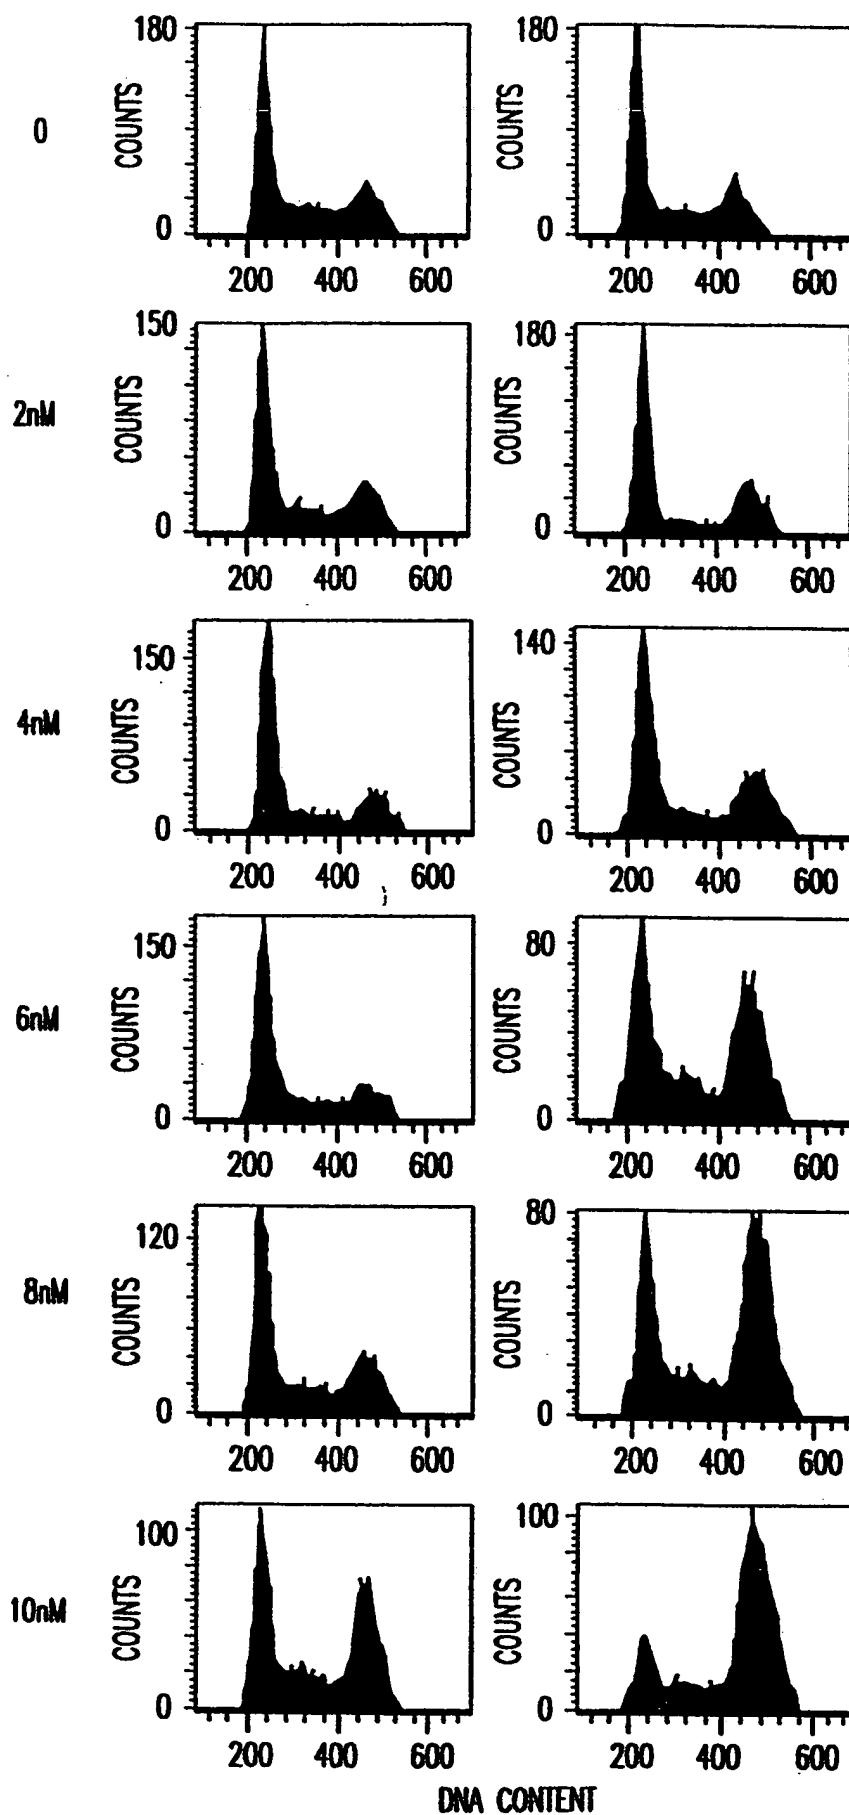 180 180
0 COUNTS COUNTS
0 0
200 400 600 200 400 600
150 180
2nM COUNTS COUNTS
0 0
200 400 600 200 400 600
150 140
4nM COUNTS COUNTS
0 0
200 400 600 200 400 600
150 80
6nM COUNTS COUNTS
0 0
200 400 600 200 400 600
120 80
8nM COUNTS COUNTS
0 0
200 400 600 200 400 600
100 100
10nM COUNTS COUNTS
0 0
200 400 600 200 400 600
DNA CONTENT